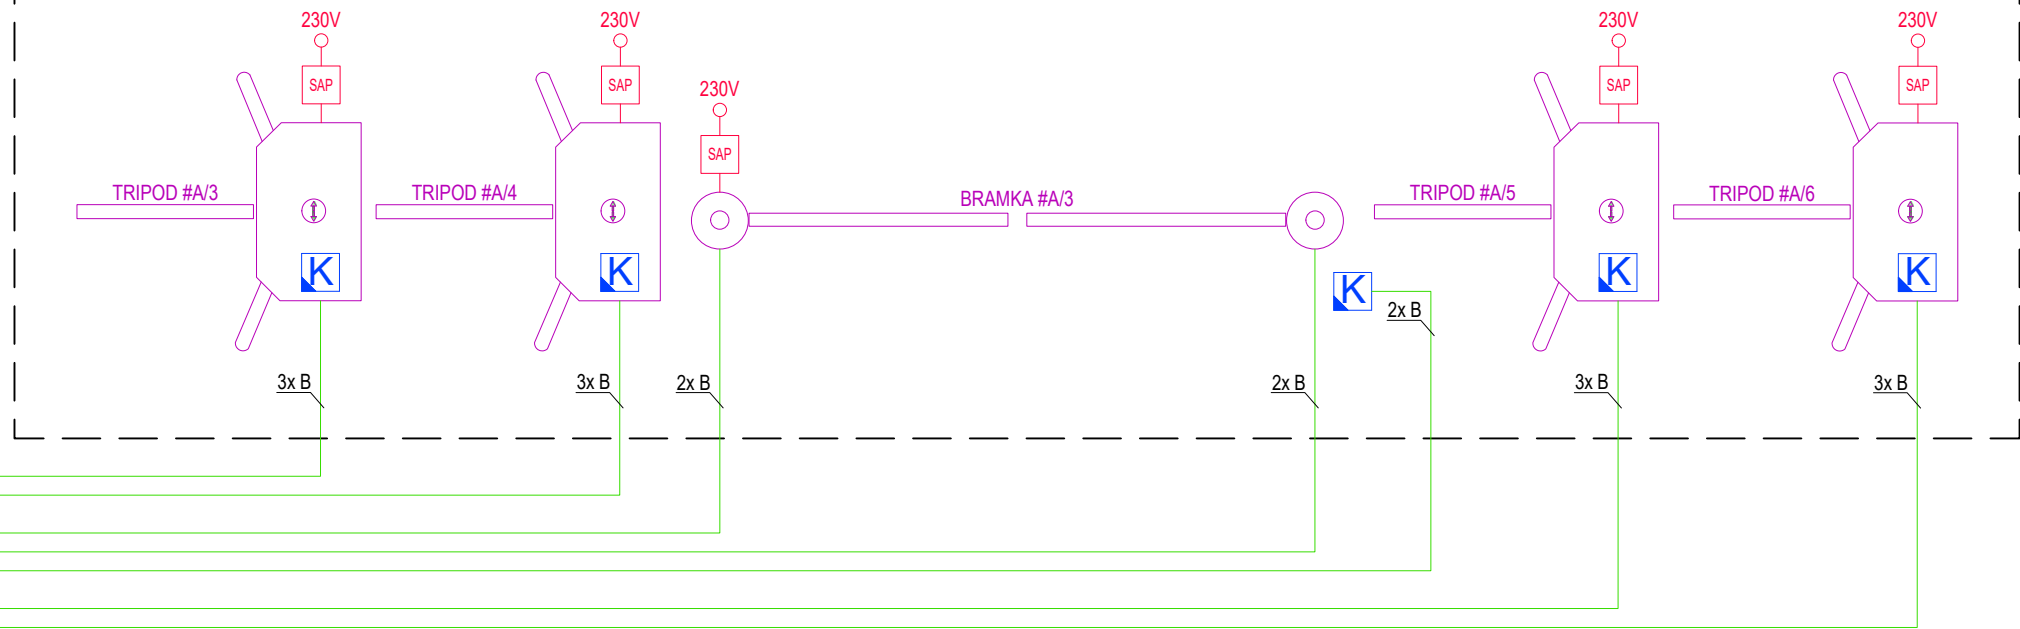 230V
230V
230V
230V
SAP
SAP
230V
SAP
SAP
SAP
TRIPOD #A/3
TRIPOD #A/4
BRAMKA #A/3
TRIPOD #A/5
TRIPOD #A/6
K
K
K
K
K
2x B
3x B
3x B
2x B
2x B
3x B
3x B